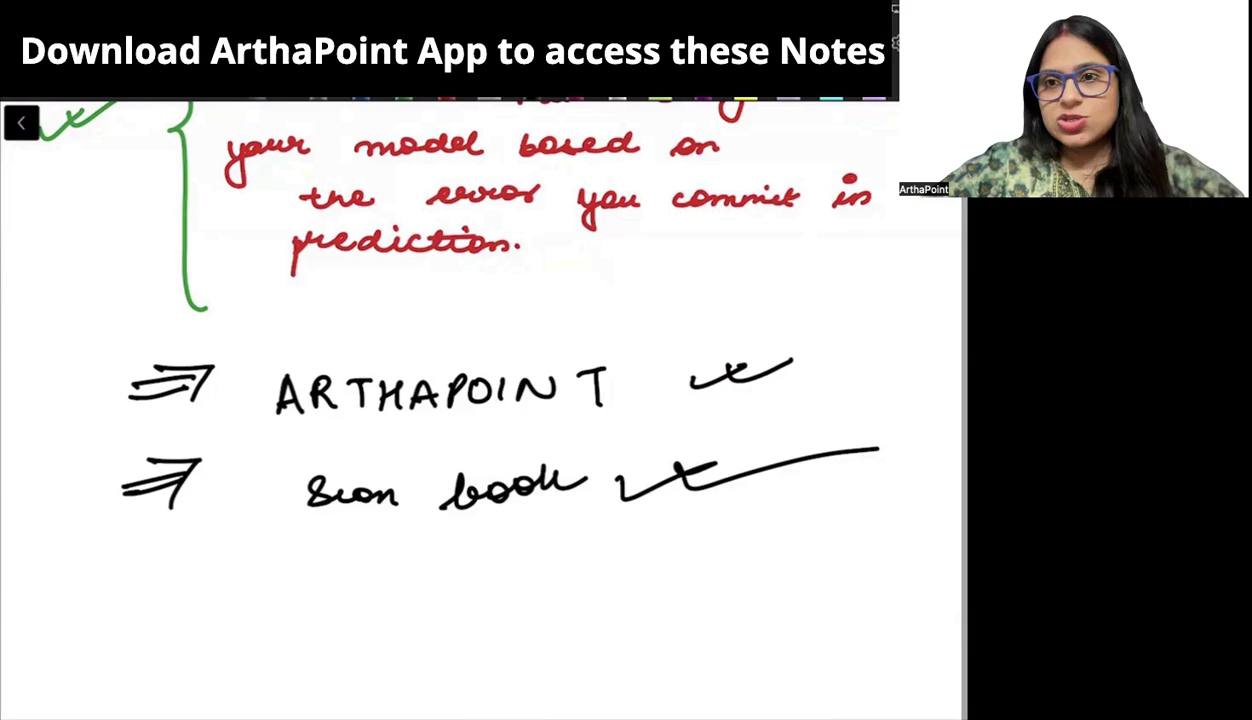 Download ArthaPoint App to access these Notes
your model based on
the error you commit in
prediction.
ArthaPoint
ARTHAPOINT
book